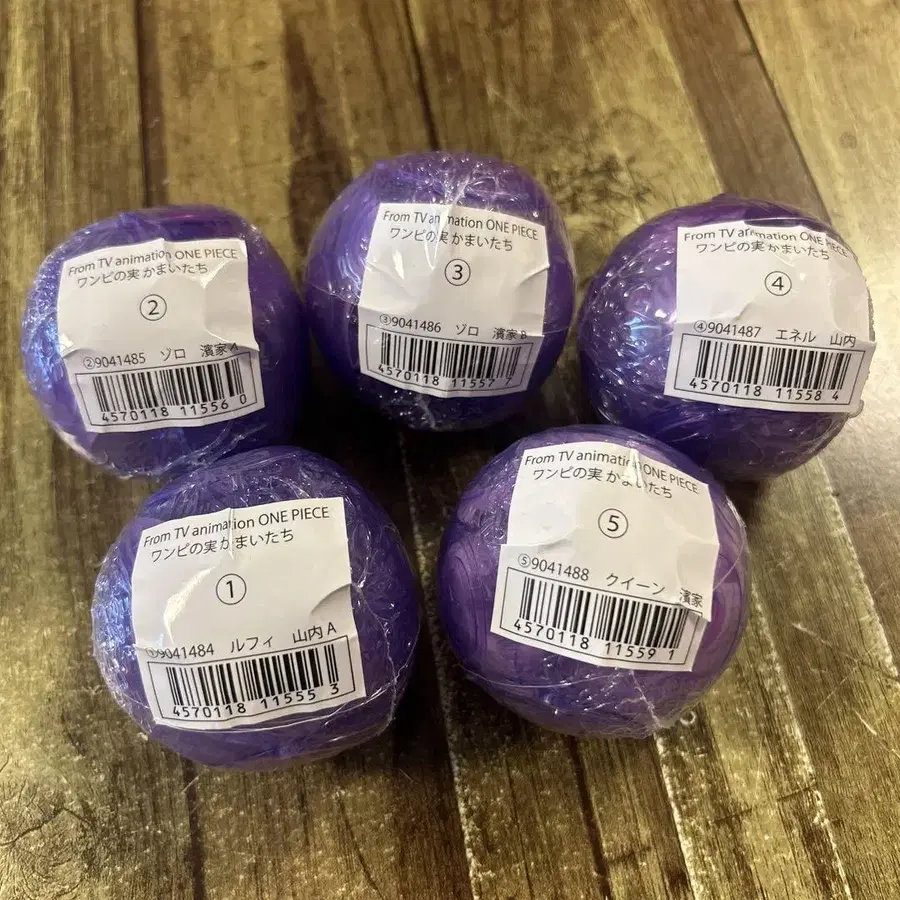 From TV animation ONE PIECE
ワンピの実 かまいたち
②
②9041485 ゾロ 濱家 A
4570118 11556 0
From TV animation ONE PIECE
ワンピの実 かまいたち
③
③9041486 ゾロ 濱家 B
4570118 11557 7
From TV animation ONE PIECE
ワンピの実 かまいたち
④
④9041487 エネル 山内
4570118 11558 4
From TV animation ONE PIECE
ワンピの実 かまいたち
①
①9041484 ルフィ 山内 A
4570118 11555 3
From TV animation ONE PIECE
ワンピの実 かまいたち
⑤
⑤9041488 クイーン 濱家
4570118 11559 1